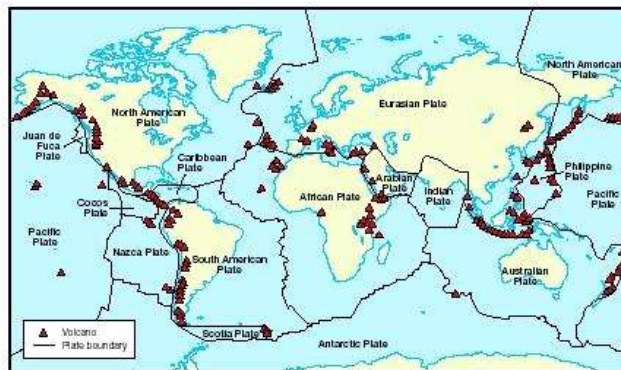 North American
Plate
Eurasian Plate
North American
Plate
Juan de
Fuca
Plate
Caribbean
Plate
Arabian
Plate
Indian
Plate
Philippine
Plate
Cocos
Plate
African Plate
Pacific
Plate
Pacific
Plate
Nazca Plate
South American
Plate
Australian
Plate
Scotia Plate
Antarctic Plate
Volcano
Plate boundary